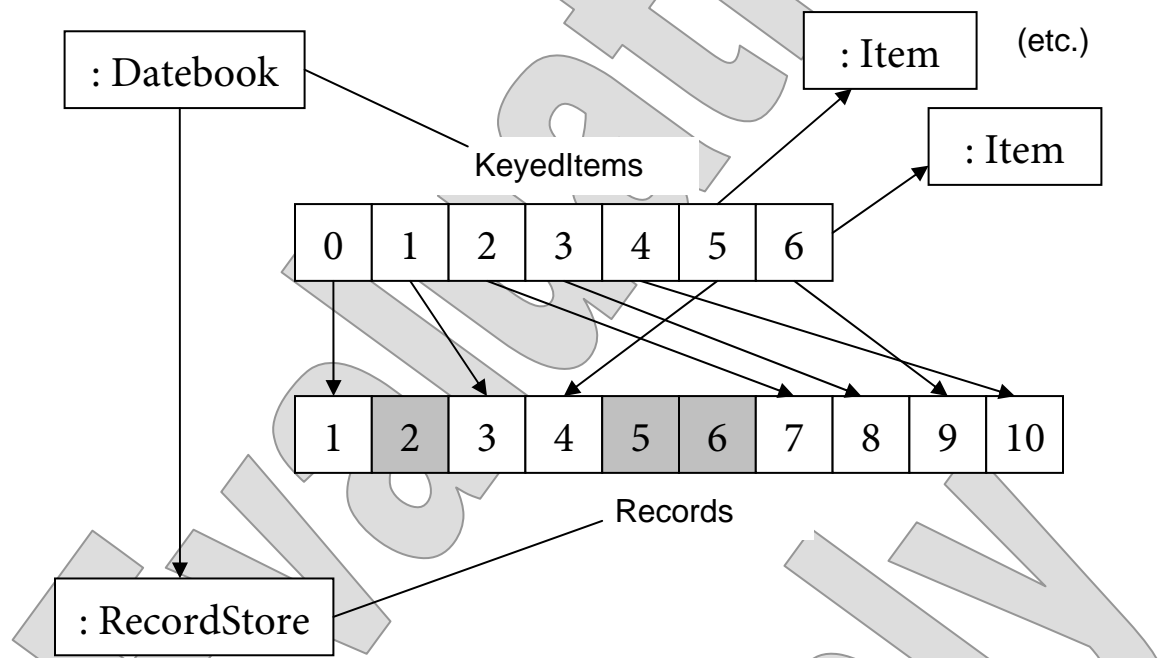 : Datebook
: Item
(etc.)
: Item
KeyedItems
0 1 2 3 4 5 6
1 2 3 4 5 6 7 8 9 10
Records
: RecordStore